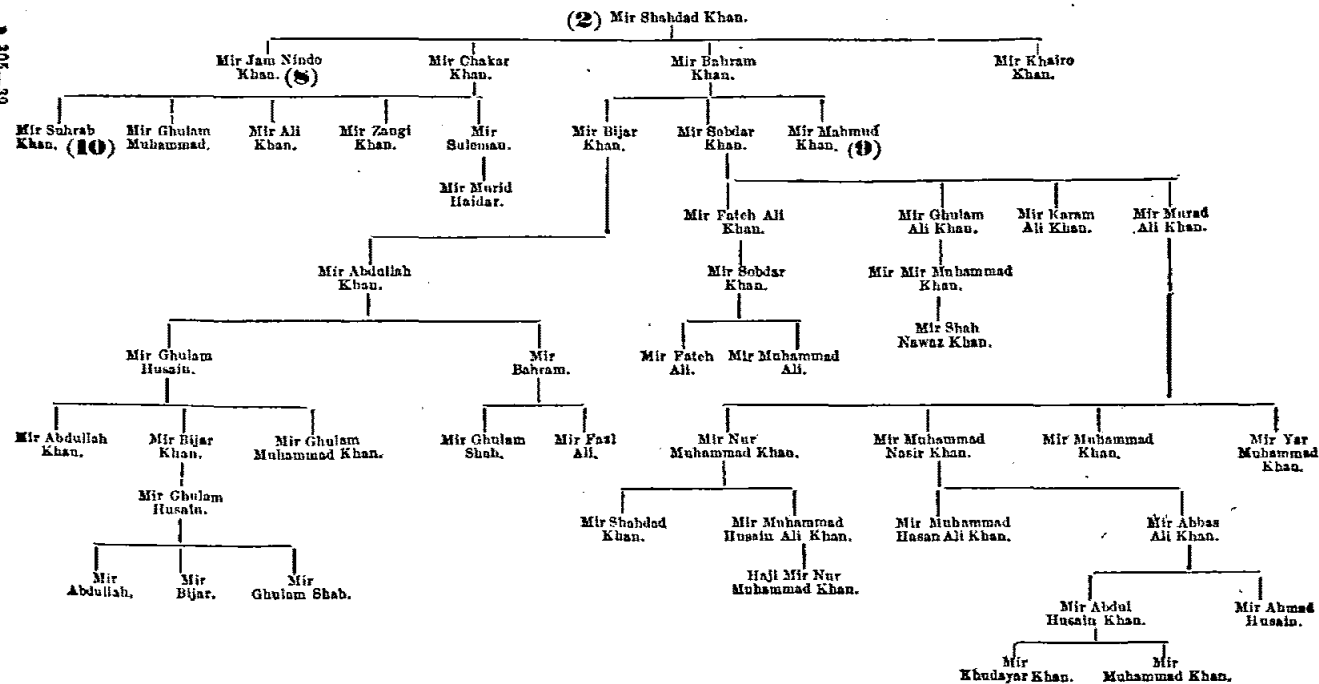 (2) Mir Shahdad Khan.
Mir Jam Nindo
Khan. (8)
Mir Chakar
Khan.
Mir Bahram
Khan.
Mir Khairo
Khan.
Mir Suhrab
Khan. (10)
Mir Ghulam
Muhammad.
Mir Ali
Khan.
Mir Zangi
Khan.
Mir
Suleman.
Mir Bijar
Khan.
Mir Sobdar
Khan.
Mir Mahmud
Khan. (9)
Mir Murid
Haidar.
Mir Fateh Ali
Khan.
Mir Ghulam
Ali Khan.
Mir Karam
Ali Khan.
Mir Murad
Ali Khan.
Mir Abdullah
Khan.
Mir Sobdar
Khan.
Mir Mir Muhammad
Khan.
Mir Shah
Nawaz Khan.
Mir Ghulam
Husain.
Mir
Bahram.
Mir Fateh
Ali.
Mir Muhammad
Ali.
Mir Abdullah
Khan.
Mir Bijar
Khan.
Mir Ghulam
Muhammad Khan.
Mir Ghulam
Shah.
Mir Fazl
Ali.
Mir Nur
Muhammad Khan.
Mir Muhammad
Nasir Khan.
Mir Muhammad
Khan.
Mir Yar
Muhammad
Khan.
Mir Ghulam
Husain.
Mir Shahdad
Khan.
Mir Muhammad
Husain Ali Khan.
Mir Muhammad
Hasan Ali Khan.
Mir Abbas
Ali Khan.
Mir
Abdullah.
Mir
Bijar.
Mir
Ghulam Shah.
Haji Mir Nur
Muhammad Khan.
Mir Abdul
Husain Khan.
Mir Ahmad
Husain.
Mir
Khudayar Khan.
Mir
Muhammad Khan.